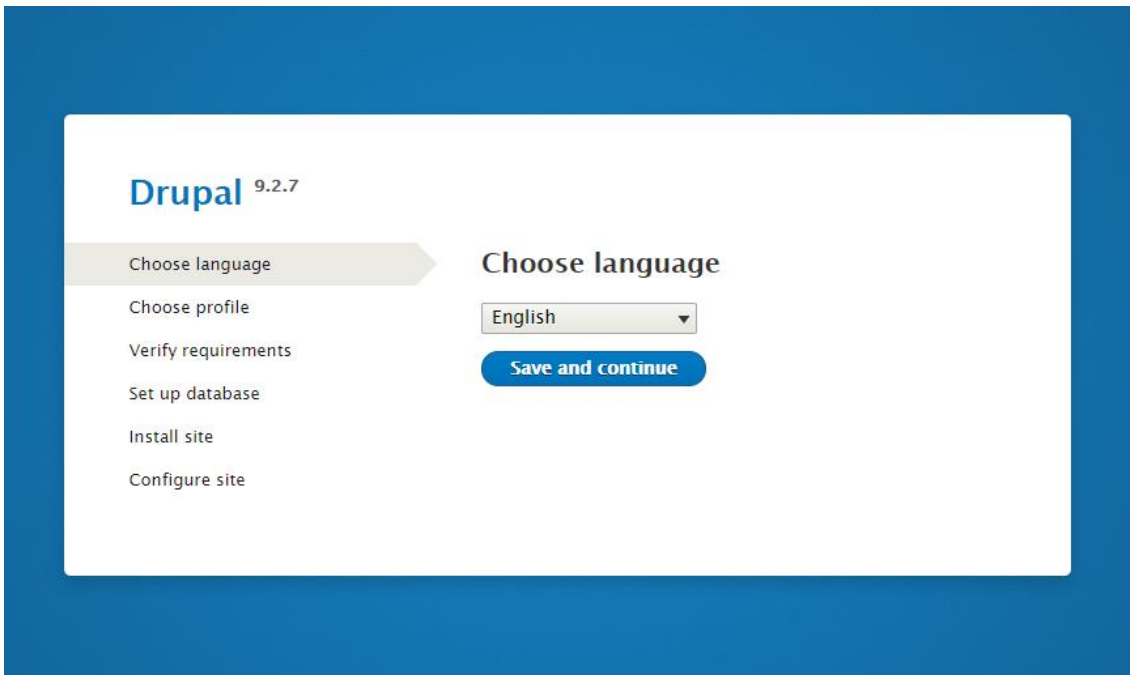 Drupal 9.2.7
Choose language
Choose profile
Verify requirements
Set up database
Install site
Configure site
Choose language
English
Save and continue